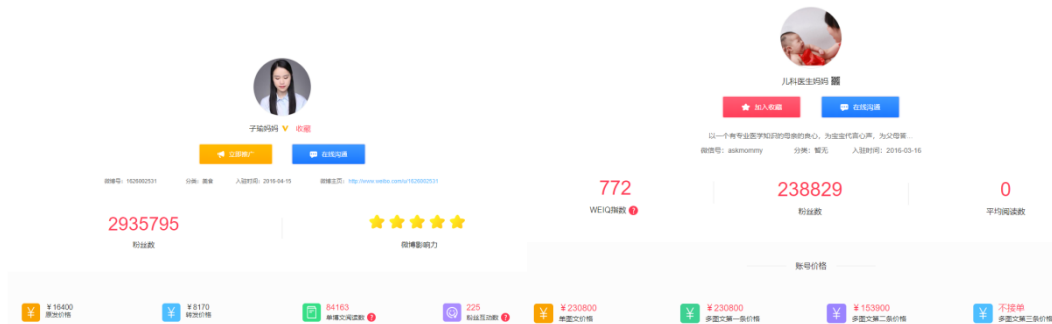 子瑜妈妈 收藏
立即推广 在线沟通
微博号：1826862531 分类：美食 入驻时间：2016-04-15 微博主页：http://www.weibo.com/u/1826862531
2935795
粉丝数 微博影响力
￥16400
原发价格
￥8170
转发价格
84163
单博文阅读数 ?
225
粉丝互动数 ?
儿科医生妈妈
加入收藏 在线沟通
以一个有专业医学知识的母亲的良心，为宝宝代言心声，为父母答...
微信号：askmommy 分类：暂无 入驻时间：2016-03-16
772 238829 0
WEIQ指数 ? 粉丝数 平均阅读数
账号价格
￥230800
单图文价格
￥230800
多图文第一条价格
￥153900
多图文第二条价格
不接单
多图文第三条价格